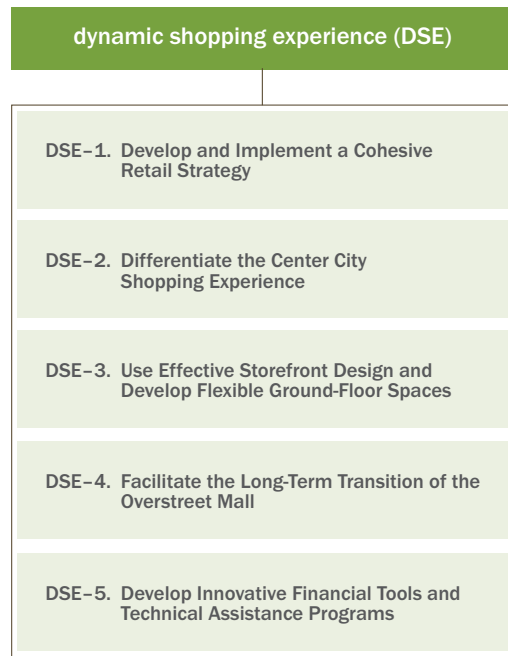 dynamic shopping experience (DSE)
DSE–1. Develop and Implement a Cohesive
Retail Strategy
DSE–2. Differentiate the Center City
Shopping Experience
DSE–3. Use Effective Storefront Design and
Develop Flexible Ground-Floor Spaces
DSE–4. Facilitate the Long-Term Transition of the
Overstreet Mall
DSE–5. Develop Innovative Financial Tools and
Technical Assistance Programs